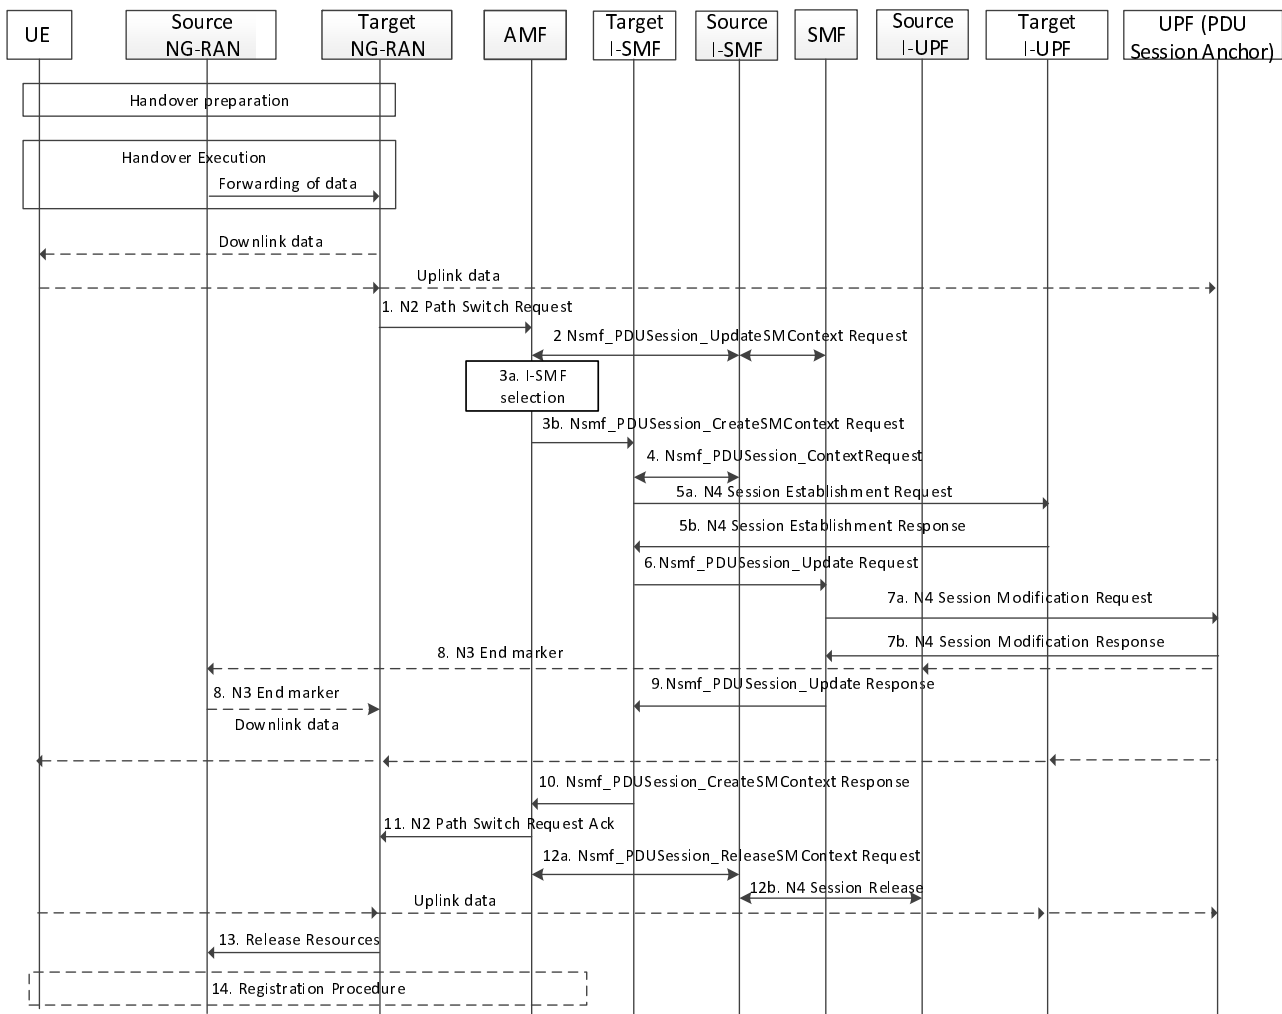 UE
Source
NG-RAN
Target
NG-RAN
AMF
Target
I-SMF
Source
I-SMF
SMF
Source
I-UPF
Target
I-UPF
UPF (PDU
Session Anchor)
Handover preparation
Handover Execution
Forwarding of data
Downlink data
Uplink data
1. N2 Path Switch Request
2 Nsmf_PDUSession_UpdateSMContext Request
3a. I-SMF
selection
3b. Nsmf_PDUSession_CreateSMContext Request
4. Nsmf_PDUSession_ContextRequest
5a. N4 Session Establishment Request
5b. N4 Session Establishment Response
6.Nsmf_PDUSession_Update Request
7a. N4 Session Modification Request
7b. N4 Session Modification Response
8. N3 End marker
9.Nsmf_PDUSession_Update Response
8. N3 End marker
Downlink data
10. Nsmf_PDUSession_CreateSMContext Response
11. N2 Path Switch Request Ack
12a. Nsmf_PDUSession_ReleaseSMContext Request
12b. N4 Session Release
Uplink data
13. Release Resources
14. Registration Procedure